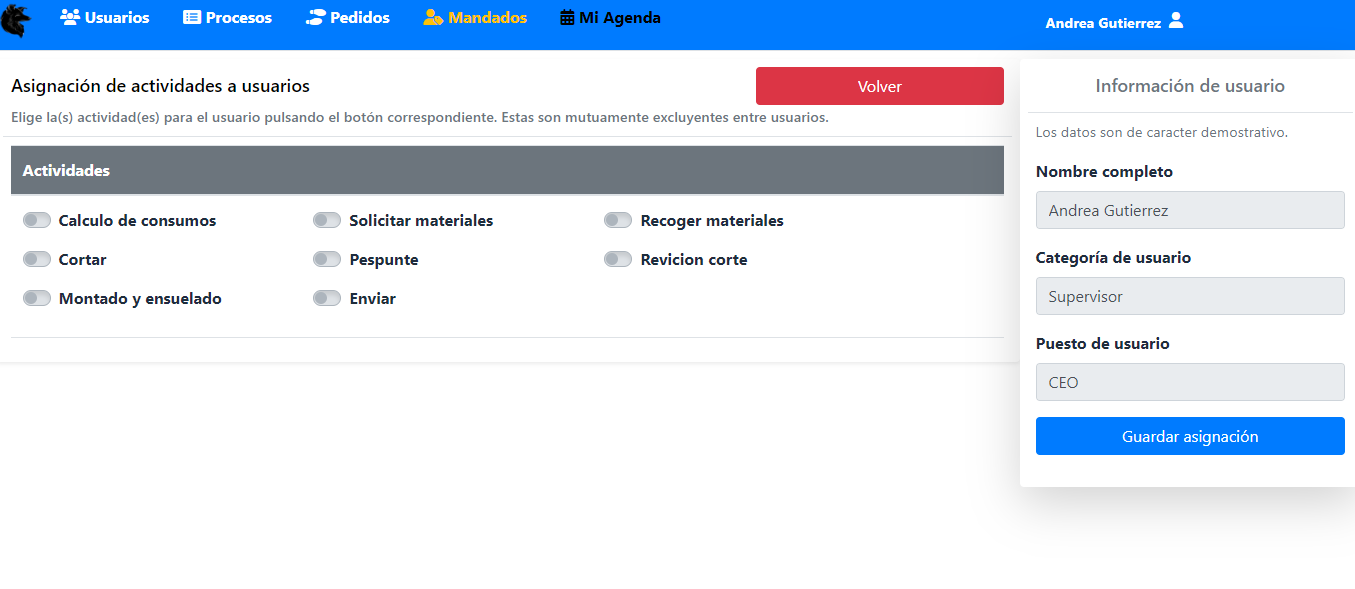 Usuarios Procesos Pedidos Mandados Mi Agenda Andrea Gutierrez
Asignación de actividades a usuarios
Volver
Elige la(s) actividad(es) para el usuario pulsando el botón correspondiente. Estas son mutuamente excluyentes entre usuarios.
Actividades
Calculo de consumos Solicitar materiales Recoger materiales
Cortar Pespunte Revicion corte
Montado y ensuelado Enviar
Información de usuario
Los datos son de caracter demostrativo.
Nombre completo
Andrea Gutierrez
Categoría de usuario
Supervisor
Puesto de usuario
CEO
Guardar asignación